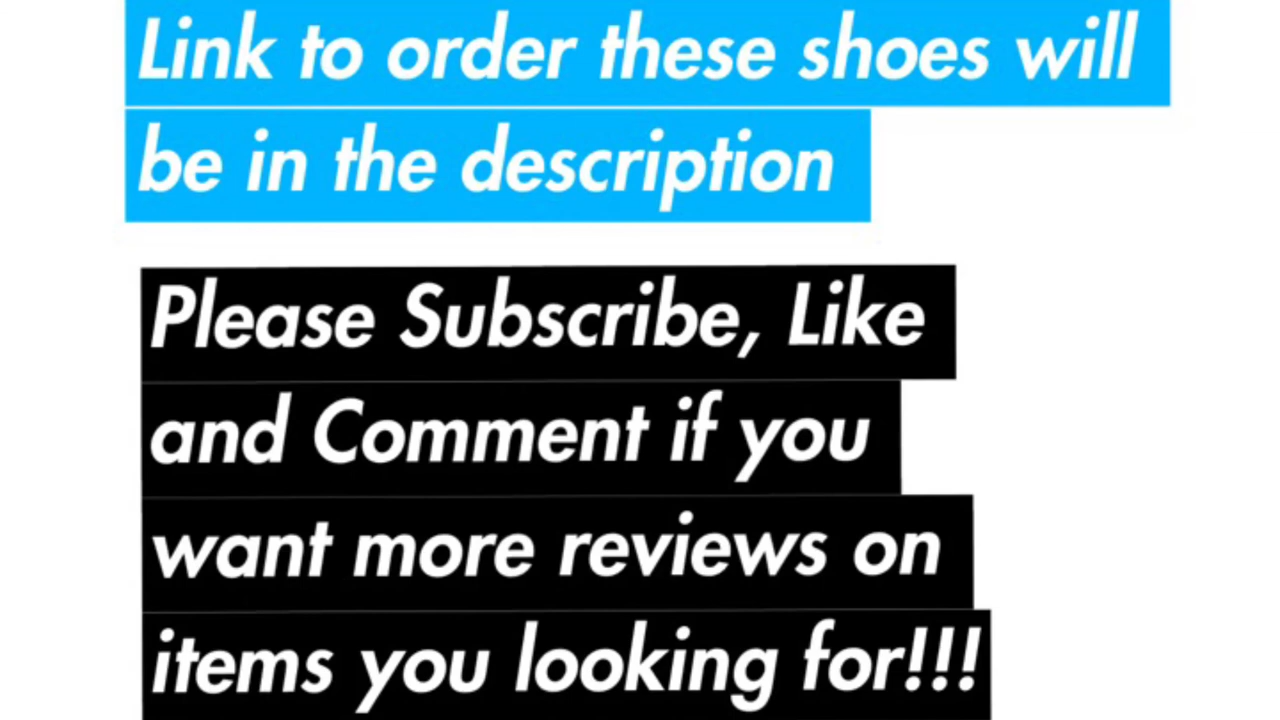 Link to order these shoes will
be in the description
Please Subscribe, Like
and Comment if you
want more reviews on
items you looking for!!!